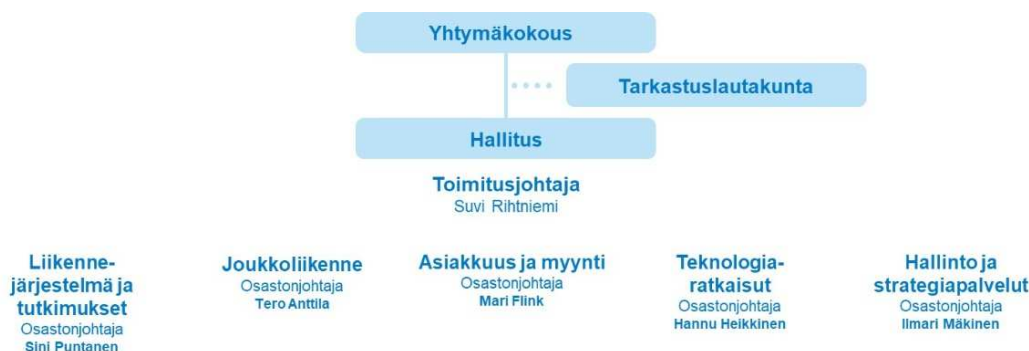 Yhtymäkokous
Tarkastuslautakunta
Hallitus
Toimitusjohtaja
Suvi Rihtniemi
Liikenne-
järjestelmä ja
tutkimukset
Osastonjohtaja
Sini Puntanen
Joukkoliikenne
Osastonjohtaja
Tero Anttila
Asiakkuus ja myynti
Osastonjohtaja
Mari Flink
Teknologia-
ratkaisut
Osastonjohtaja
Hannu Heikkinen
Hallinto ja
strategiapalvelut
Osastonjohtaja
Ilmari Mäkinen